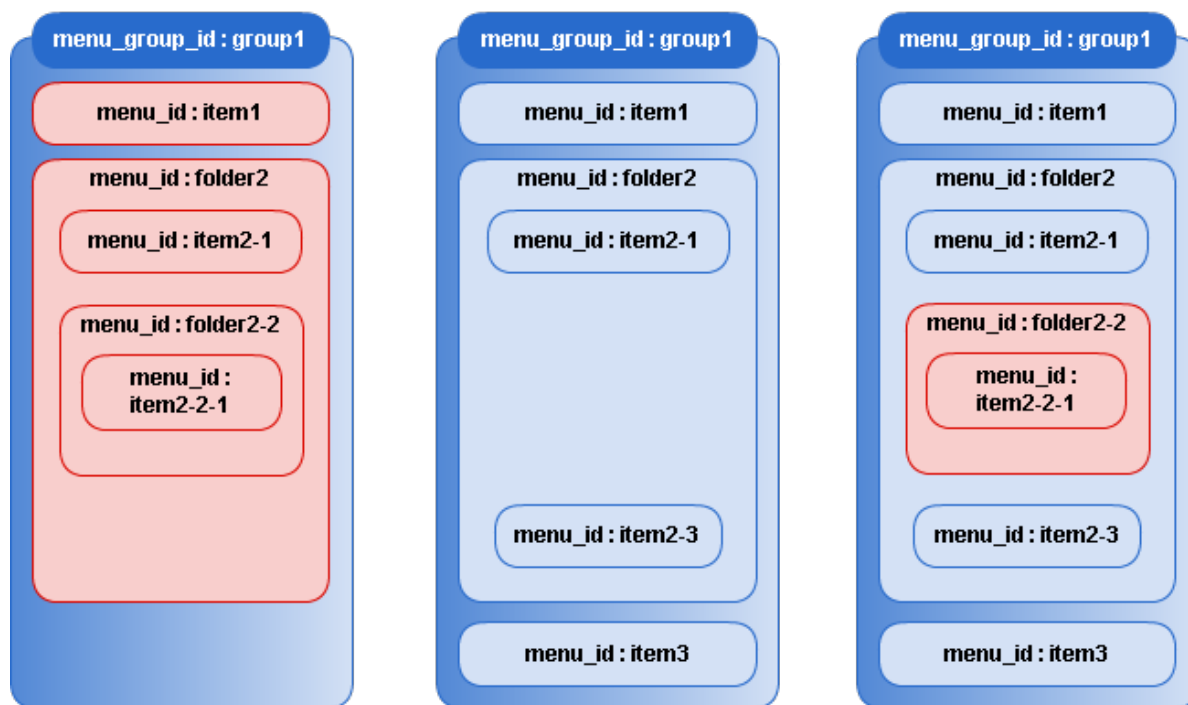 menu_group_id : group1
menu_id : item1
menu_id : folder2
menu_id : item2-1
menu_id : folder2-2
menu_id :
item2-2-1
menu_group_id : group1
menu_id : item1
menu_id : folder2
menu_id : item2-1
menu_id : item2-3
menu_id : item3
menu_group_id : group1
menu_id : item1
menu_id : folder2
menu_id : item2-1
menu_id : folder2-2
menu_id :
item2-2-1
menu_id : item2-3
menu_id : item3